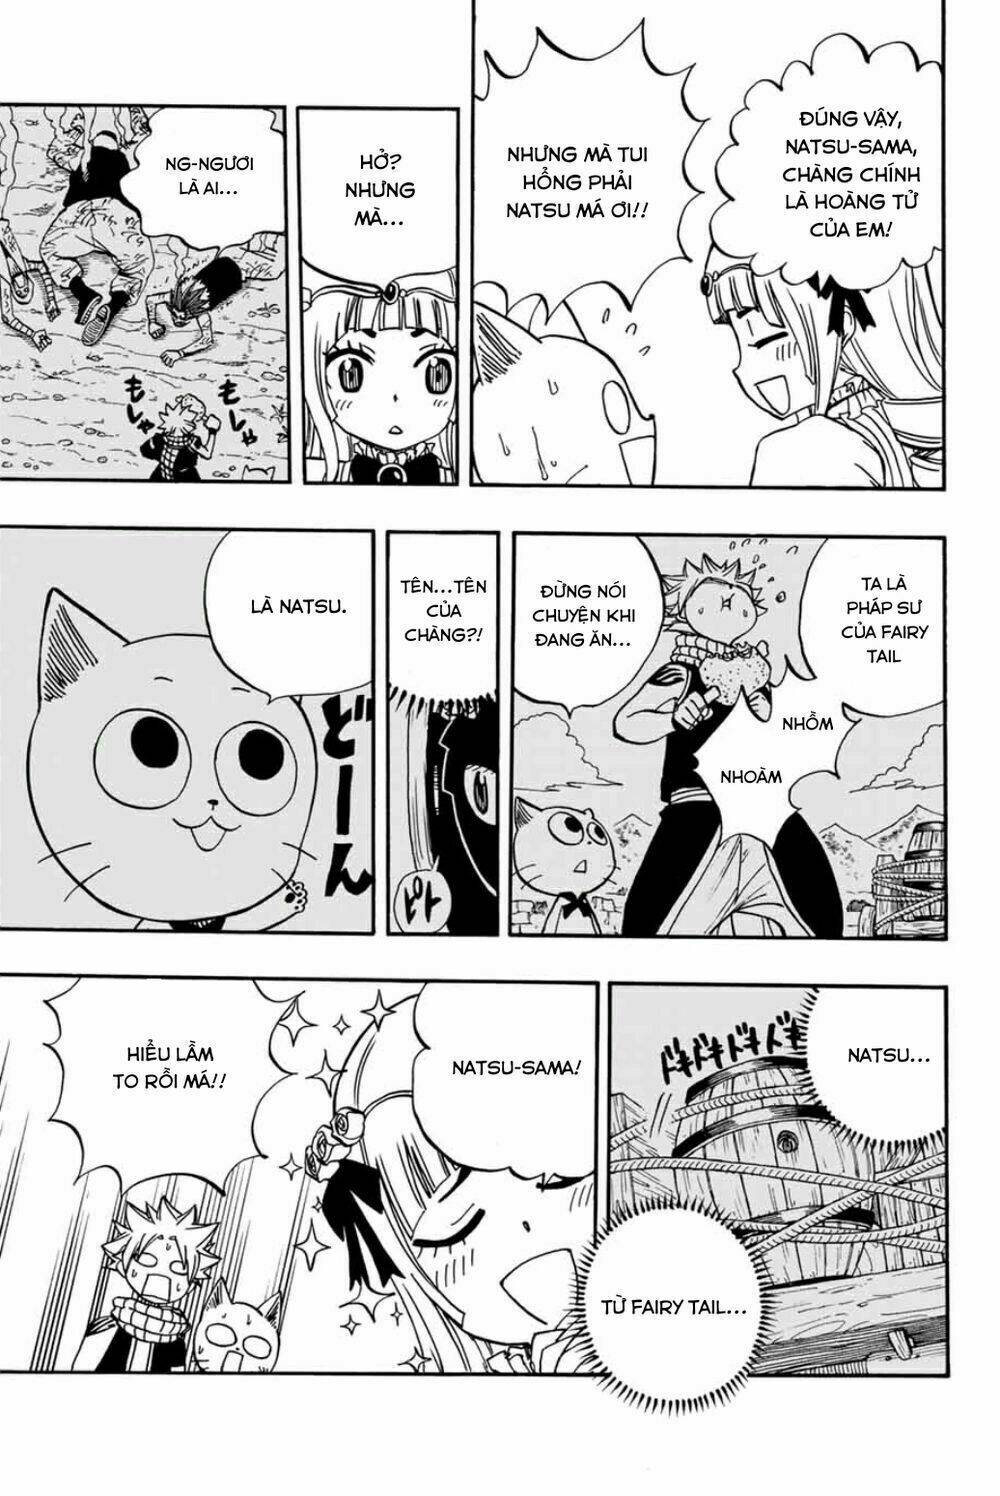 ĐÚNG VẬY,
NATSU-SAMA,
CHÀNG CHÍNH
LÀ HOÀNG TỬ
CỦA EM!
NHƯNG MÀ TUI
HỔNG PHẢI
NATSU MÁ ƠI!!
HỞ?
NHƯNG
MÀ...
NG-NGƯƠI
LÀ AI...
もしゃ
もしゃ
TA LÀ
PHÁP SƯ
CỦA FAIRY
TAIL
NHỒM
NHOÀM
ĐỪNG NÓI
CHUYỆN KHI
ĐANG ĂN...
TÊN...TÊN
CỦA
CHÀNG?!
ピト
LÀ NATSU.
どーん
NATSU...
ドキドキドキドキ
TỪ FAIRY TAIL...
NATSU-SAMA!
HIỂU LẦM
TO RỒI MÁ!!